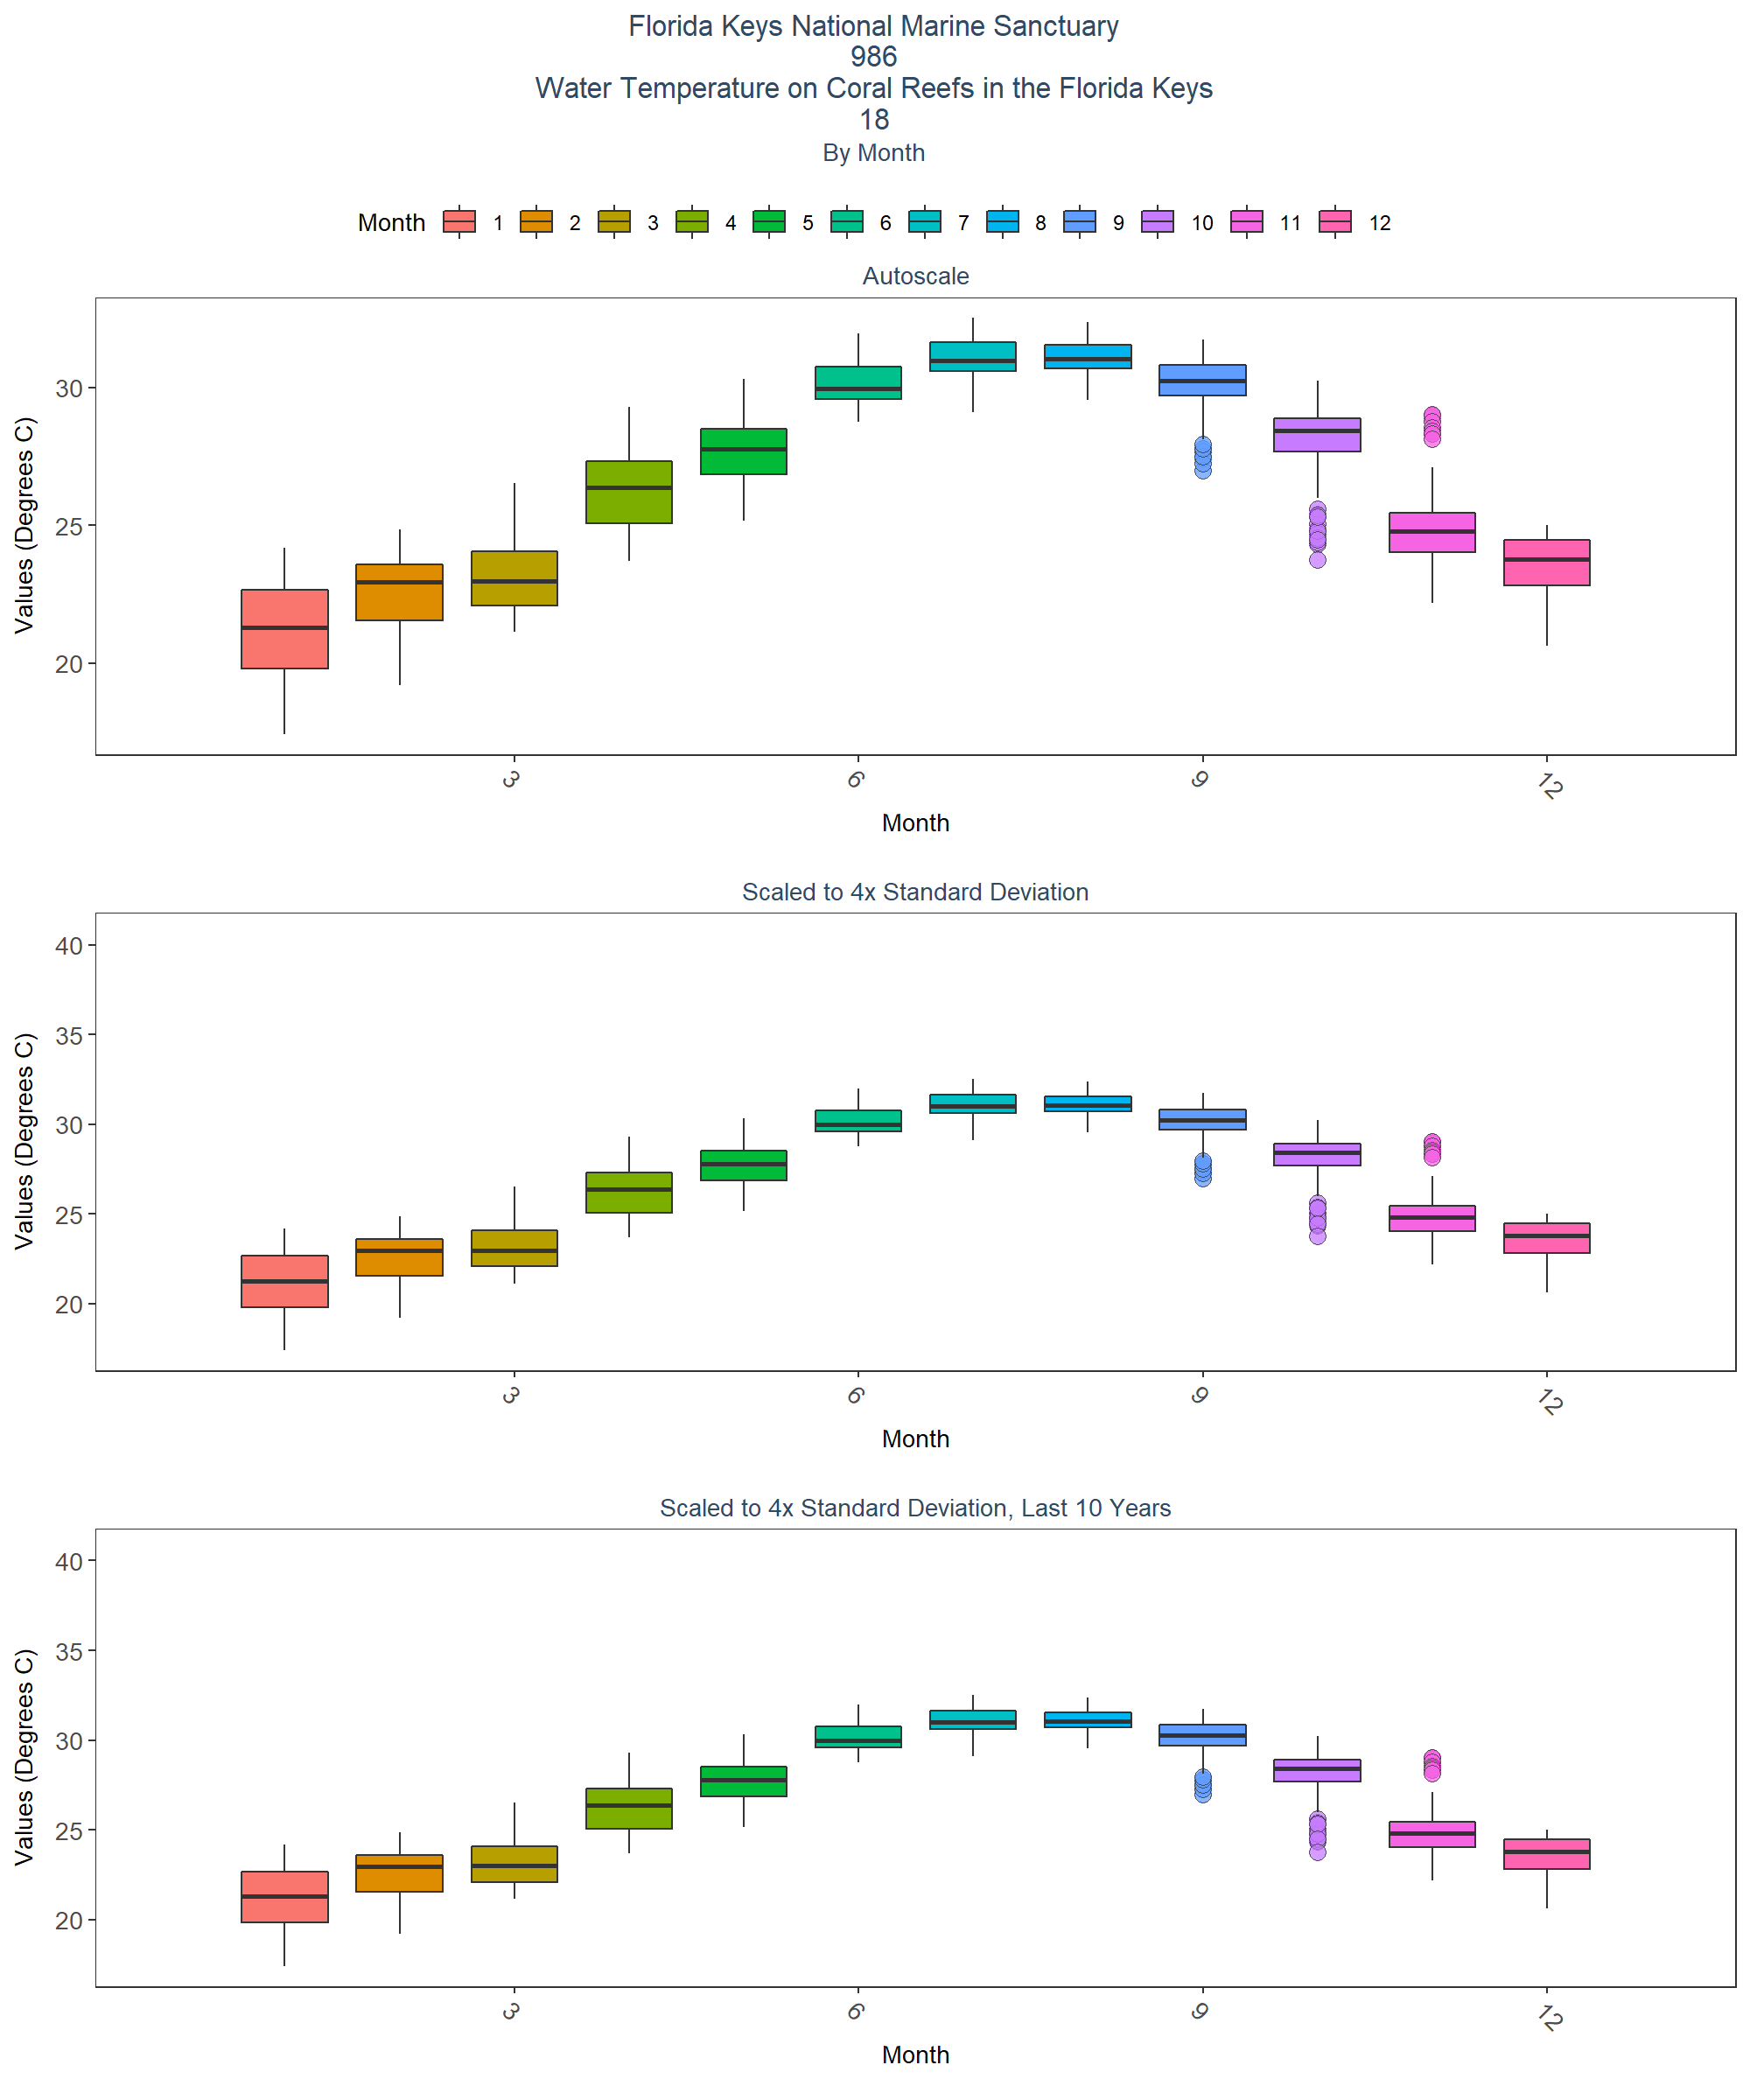 Florida Keys National Marine Sanctuary
986
Water Temperature on Coral Reefs in the Florida Keys
18
By Month
Month 1 2 3 4 5 6 7 8 9 10 11 12
Autoscale
Values (Degrees C)
30
25
20
3 6 9 12
Month
Scaled to 4x Standard Deviation
Values (Degrees C)
40
35
30
25
20
3 6 9 12
Month
Scaled to 4x Standard Deviation, Last 10 Years
Values (Degrees C)
40
35
30
25
20
3 6 9 12
Month